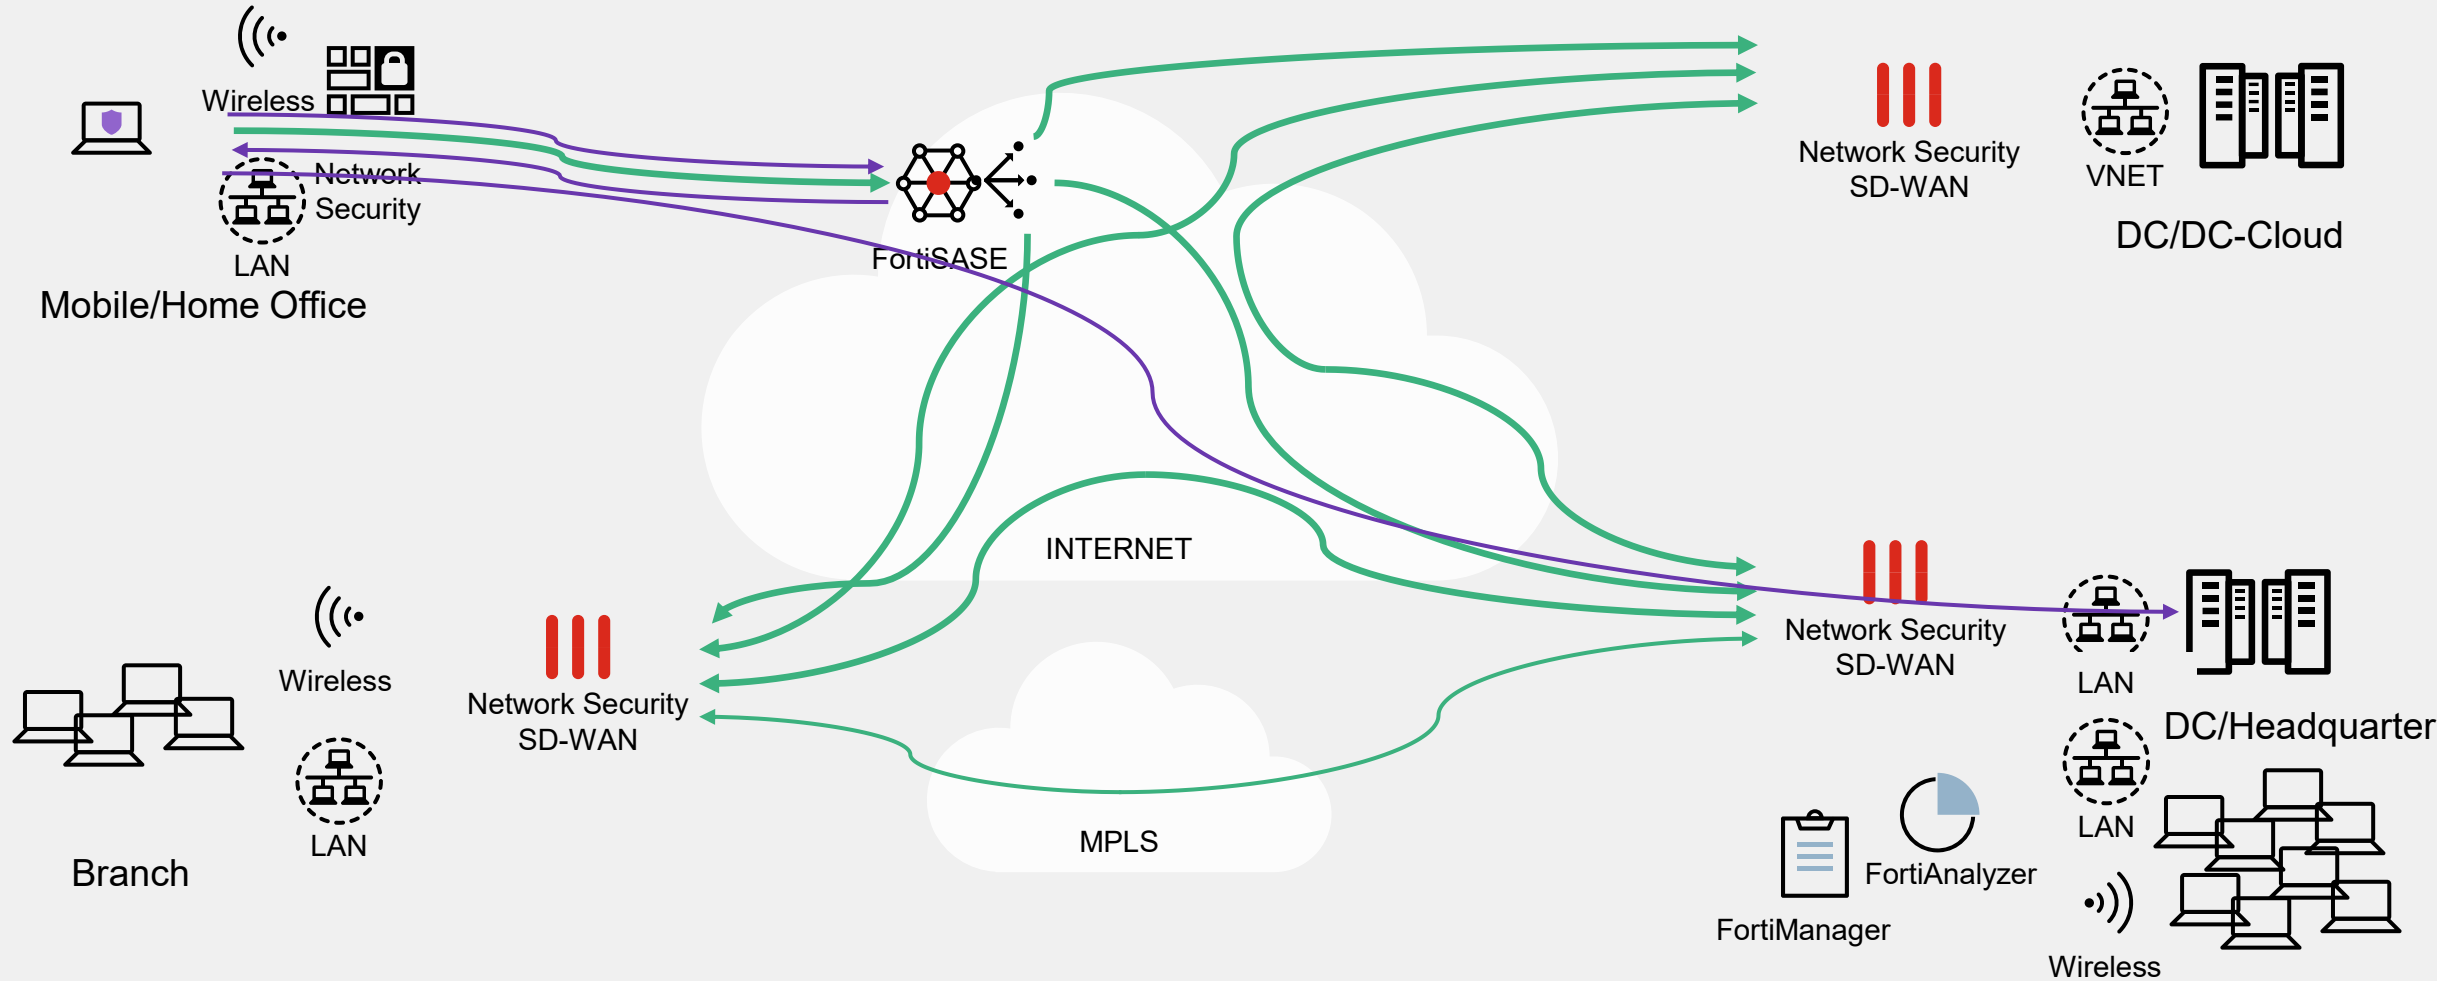 Wireless
Network
Security
LAN
Mobile/Home Office
FortiSASE
Network Security
SD-WAN
VNET
DC/DC-Cloud
INTERNET
Wireless
Network Security
SD-WAN
LAN
Branch
MPLS
Network Security
SD-WAN
LAN
DC/Headquarter
LAN
FortiAnalyzer
FortiManager
Wireless